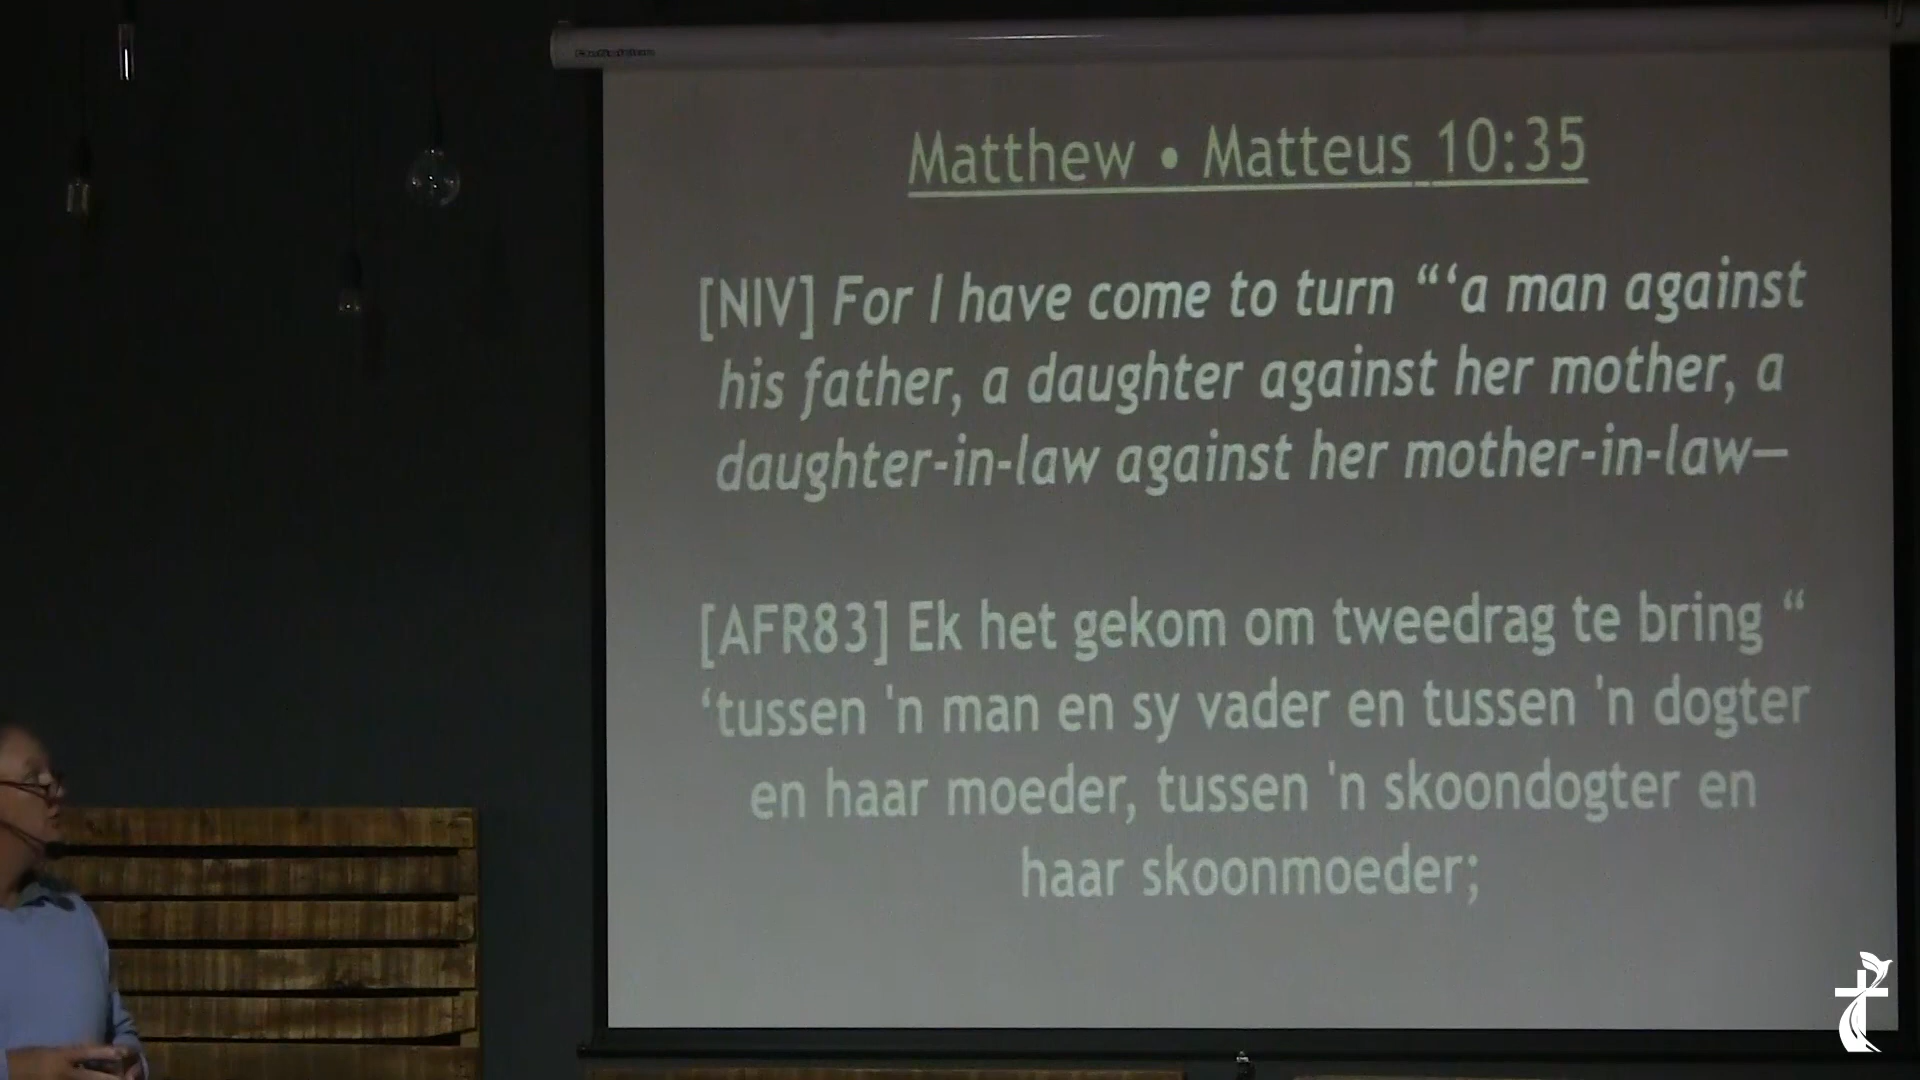 Matthew • Matteus 10:35
[NIV] For I have come to turn “‘a man against
his father, a daughter against her mother, a
daughter-in-law against her mother-in-law—
[AFR83] Ek het gekom om tweedrag te bring “
‘tussen 'n man en sy vader en tussen 'n dogter
en haar moeder, tussen 'n skoondogter en
haar skoonmoeder;